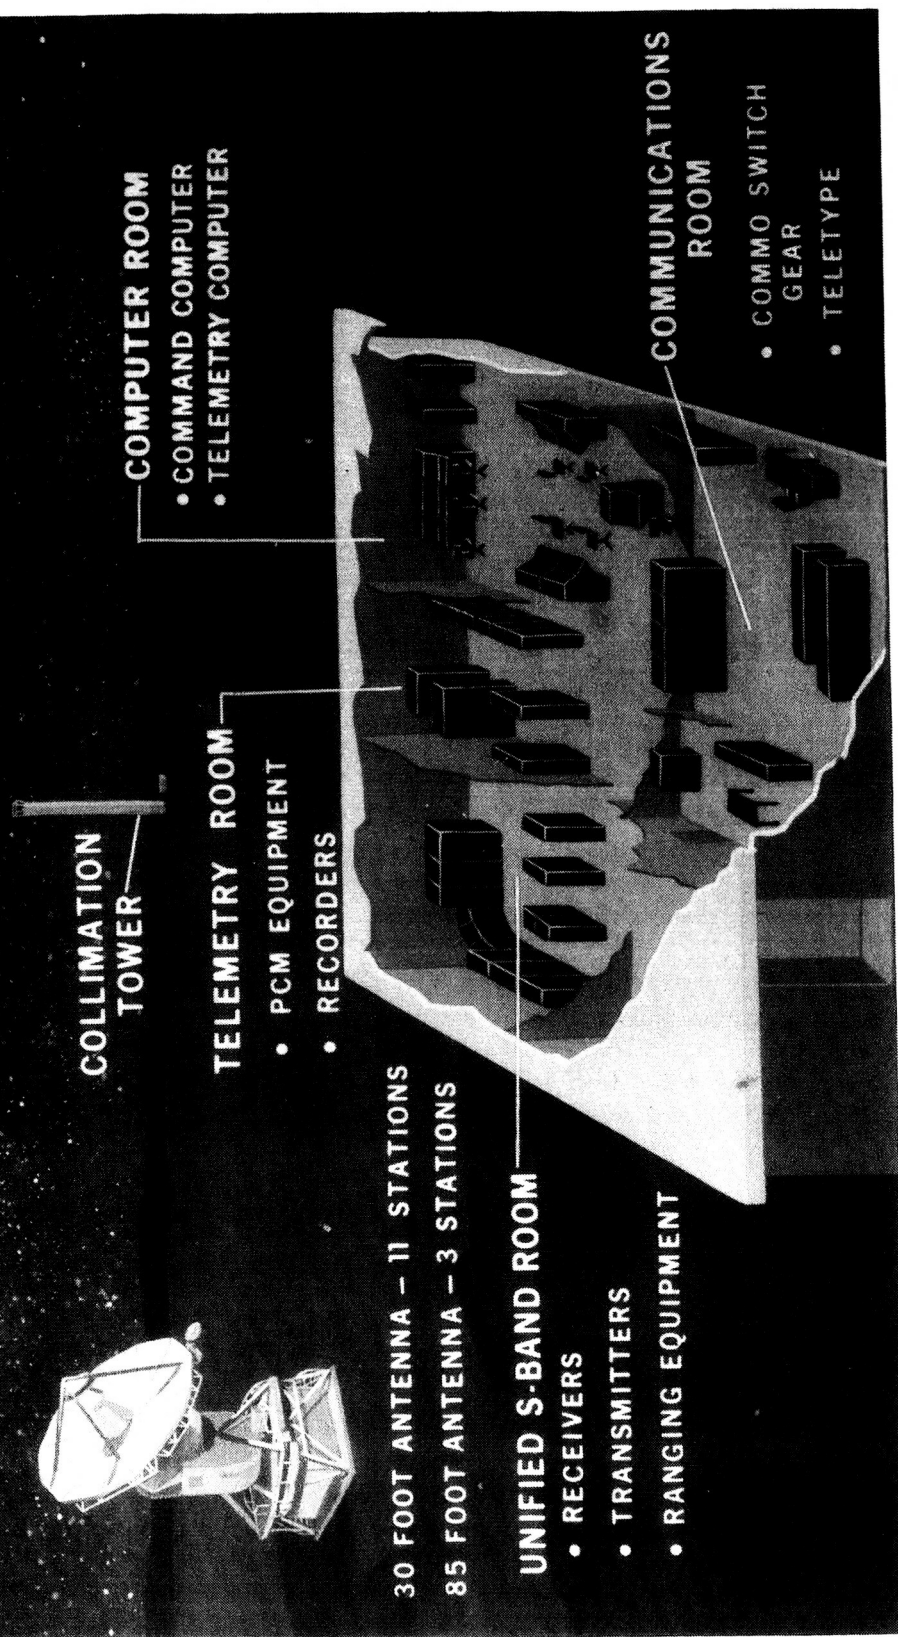 COLLIMATION
TOWER
COMPUTER ROOM
• COMMAND COMPUTER
• TELEMETRY COMPUTER
TELEMETRY ROOM
• PCM EQUIPMENT
• RECORDERS
30 FOOT ANTENNA – 11 STATIONS
85 FOOT ANTENNA – 3 STATIONS
UNIFIED S-BAND ROOM
• RECEIVERS
• TRANSMITTERS
• RANGING EQUIPMENT
COMMUNICATIONS
ROOM
• COMMO SWITCH
GEAR
• TELETYPE